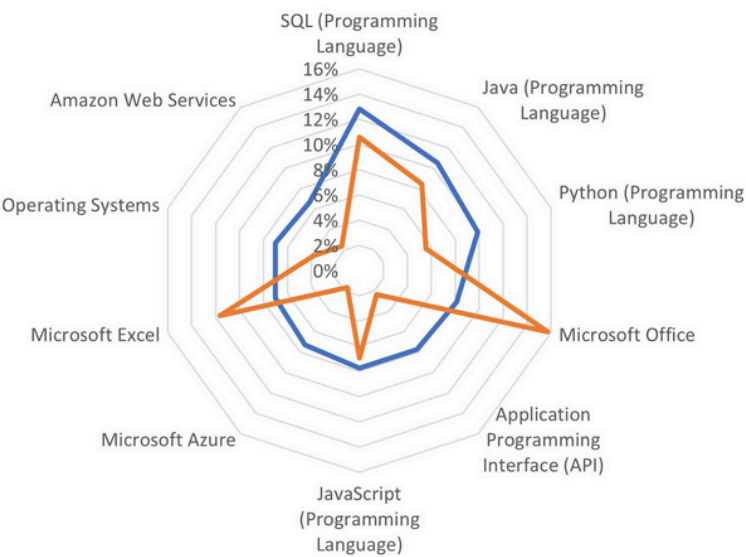 SQL (Programming
Language)
16%
14%
12%
10%
8%
6%
4%
2%
0%
Java (Programming
Language)
Python (Programming
Language)
Microsoft Office
Application
Programming
Interface (API)
JavaScript
(Programming
Language)
Microsoft Azure
Microsoft Excel
Operating Systems
Amazon Web Services